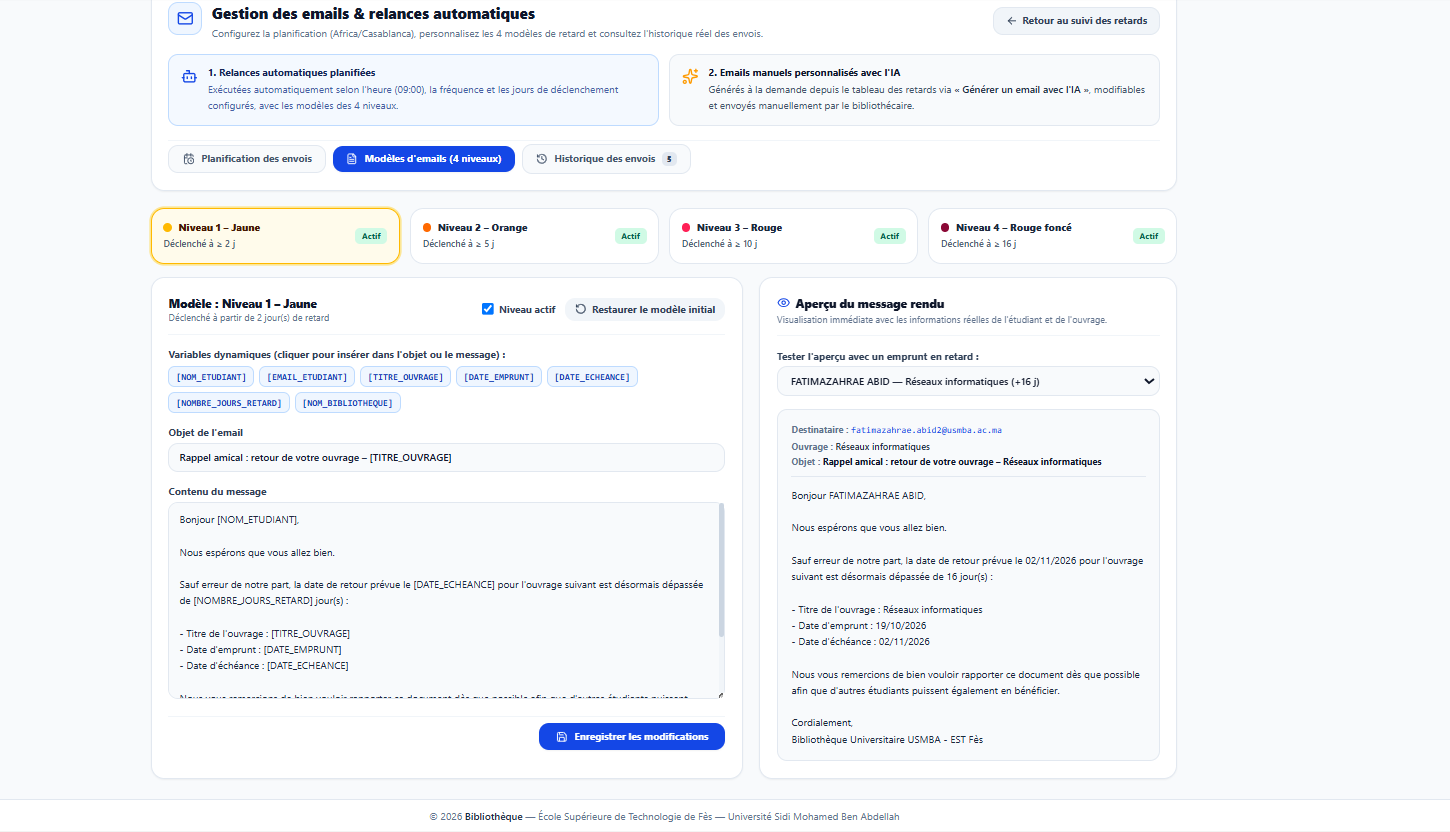 Gestion des emails & relances automatiques
Configurez la planification (Africa/Casablanca), personnalisez les 4 modèles de retard et consultez l'historique réel des envois.
Retour au suivi des retards
1. Relances automatiques planifiées
Exécutées automatiquement selon l'heure (09:00), la fréquence et les jours de déclenchement
configurés, avec les modèles des 4 niveaux.
2. Emails manuels personnalisés avec l'IA
Générés à la demande depuis le tableau des retards via « Générer un email avec l'IA », modifiables
et envoyés manuellement par le bibliothécaire.
Planification des envois
Modèles d'emails (4 niveaux)
Historique des envois 5
Niveau 1 – Jaune
Déclenché à ≥ 2 j
Actif
Niveau 2 – Orange
Déclenché à ≥ 5 j
Actif
Niveau 3 – Rouge
Déclenché à ≥ 10 j
Actif
Niveau 4 – Rouge foncé
Déclenché à ≥ 16 j
Actif
Modèle : Niveau 1 – Jaune
Déclenché à partir de 2 jour(s) de retard
Niveau actif
Restaurer le modèle initial
Variables dynamiques (cliquer pour insérer dans l'objet ou le message) :
[NOM_ETUDIANT] [EMAIL_ETUDIANT] [TITRE_OUVRAGE] [DATE_EMPRUNT] [DATE_ECHEANCE]
[NOMBRE_JOURS_RETARD] [NOM_BIBLIOTHEQUE]
Objet de l'email
Rappel amical : retour de votre ouvrage – [TITRE_OUVRAGE]
Contenu du message
Bonjour [NOM_ETUDIANT],
Nous espérons que vous allez bien.
Sauf erreur de notre part, la date de retour prévue le [DATE_ECHEANCE] pour l'ouvrage suivant est désormais dépassée
de [NOMBRE_JOURS_RETARD] jour(s) :
- Titre de l'ouvrage : [TITRE_OUVRAGE]
- Date d'emprunt : [DATE_EMPRUNT]
- Date d'échéance : [DATE_ECHEANCE]
Nous vous remercions de bien vouloir rapporter ce document dès que possible afin que d'autres étudiants puissent
Enregistrer les modifications
Aperçu du message rendu
Visualisation immédiate avec les informations réelles de l'étudiant et de l'ouvrage.
Tester l'aperçu avec un emprunt en retard :
FATIMAZAHRAE ABID — Réseaux informatiques (+16 j)
Destinataire : fatimazahrae.abid2@usmba.ac.ma
Ouvrage : Réseaux informatiques
Objet : Rappel amical : retour de votre ouvrage – Réseaux informatiques
Bonjour FATIMAZAHRAE ABID,
Nous espérons que vous allez bien.
Sauf erreur de notre part, la date de retour prévue le 02/11/2026 pour l'ouvrage
suivant est désormais dépassée de 16 jour(s) :
- Titre de l'ouvrage : Réseaux informatiques
- Date d'emprunt : 19/10/2026
- Date d'échéance : 02/11/2026
Nous vous remercions de bien vouloir rapporter ce document dès que possible
afin que d'autres étudiants puissent également en bénéficier.
Cordialement,
Bibliothèque Universitaire USMBA - EST Fès
© 2026 Bibliothèque — École Supérieure de Technologie de Fès — Université Sidi Mohamed Ben Abdellah